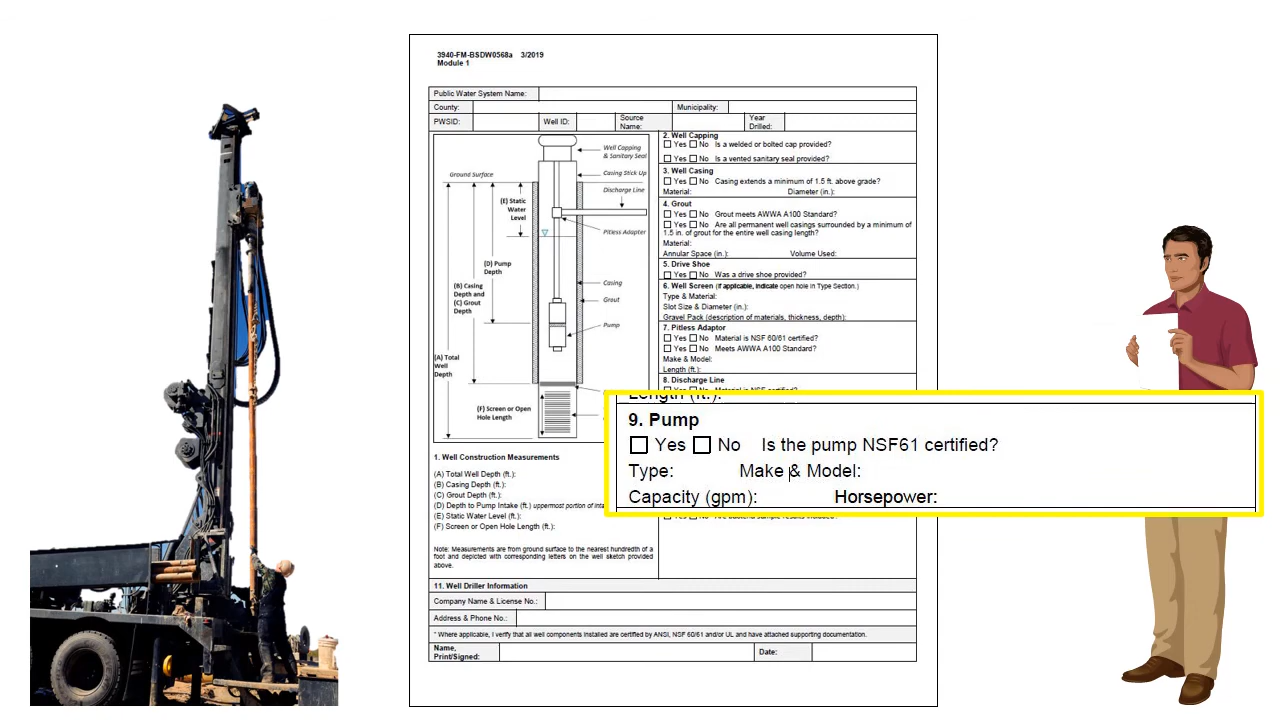 3940-FM-BSDW0568a 3/2019
Module 1
Public Water System Name:
County: Municipality:
PWSID: Well ID: Source Name: Year Drilled:
Ground Surface
Well Capping
& Sanitary Seal
Casing Stick Up
Discharge Line
(E) Static
Water
Level
Pitless Adapter
(D) Pump
Depth
(B) Casing
Depth and
(C) Grout
Depth
Casing
Grout
Pump
(A) Total
Well
Depth
(F) Screen or Open
Hole Length
1. Well Construction Measurements
(A) Total Well Depth (ft.):
(B) Casing Depth (ft.):
(C) Grout Depth (ft.):
(D) Depth to Pump Intake (ft.) uppermost portion of
(E) Static Water Level (ft.):
(F) Screen or Open Hole Length (ft.):
Note: Measurements are from ground surface to the nearest hundredth of a
foot and depicted with corresponding letters on the well sketch provided
above.
2. Well Capping
Yes No Is a welded or bolted cap provided?
Yes No Is a vented sanitary seal provided?
3. Well Casing
Yes No Casing extends a minimum of 1.5 ft. above grade?
Material: Diameter (in.):
4. Grout
Yes No Grout meets AWWA A100 Standard?
Yes No Are all permanent well casings surrounded by a minimum of
1.5 in. of grout for the entire well casing length?
Material:
Annular Space (in.): Volume Used:
5. Drive Shoe
Yes No Was a drive shoe provided?
6. Well Screen (If applicable, indicate open hole in Type Section.)
Type & Material:
Slot Size & Diameter (in.):
Gravel Pack (description of materials, thickness, depth):
7. Pitless Adaptor
Yes No Material is NSF 60/61 certified?
Yes No Meets AWWA A100 Standard?
Make & Model:
Length (ft.):
8. Discharge Line
Yes No Material is NSF certified?
Length (ft.):
9. Pump
Yes No Is the pump NSF61 certified?
Type: Make & Model:
Capacity (gpm): Horsepower:
11. Well Driller Information
Company Name & License No.:
Address & Phone No.:
* Where applicable, I verify that all well components installed are certified by ANSI, NSF 60/61 and/or UL and have attached supporting documentation.
Name,
Print/Signed: Date: